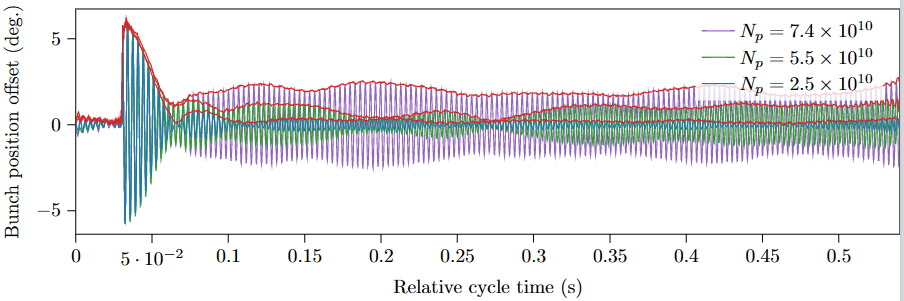 Bunch position offset (deg.)
5
0
−5
N_p = 7.4 × 10^10
N_p = 5.5 × 10^10
N_p = 2.5 × 10^10
0 5 · 10^−2 0.1 0.15 0.2 0.25 0.3 0.35 0.4 0.45 0.5
Relative cycle time (s)